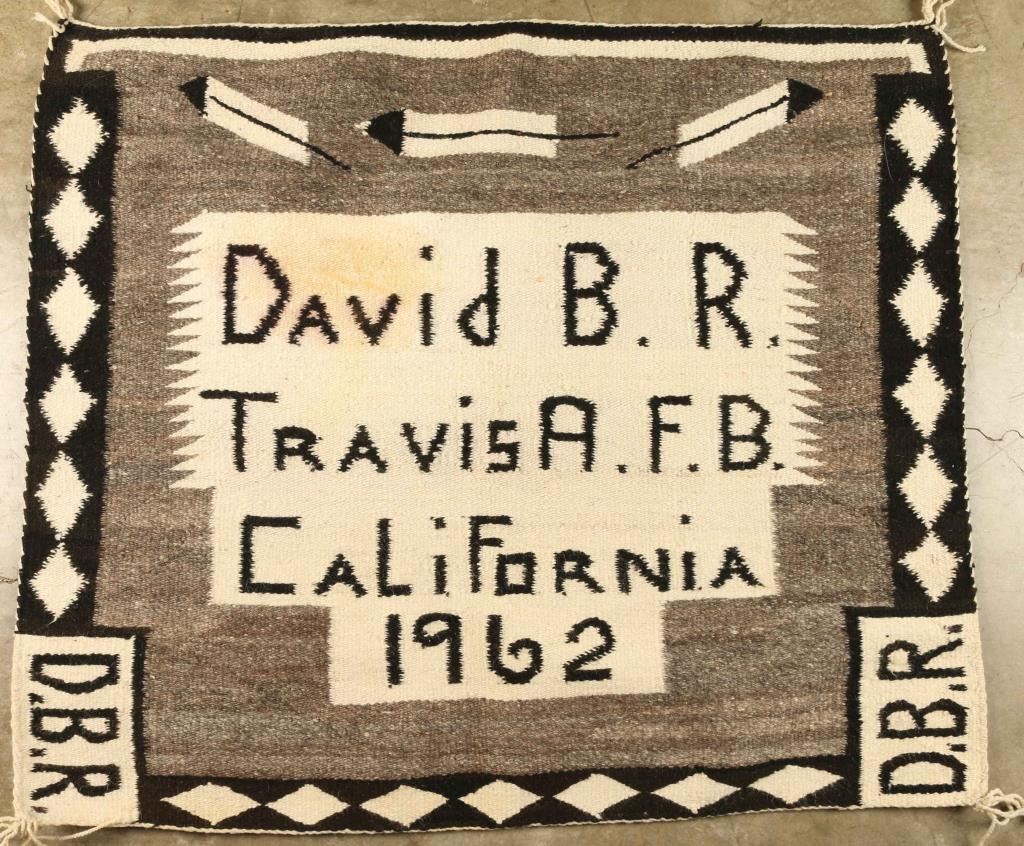 David B. R.
Travis A.F.B.
California
1962
D.B.R.
D.B.R.